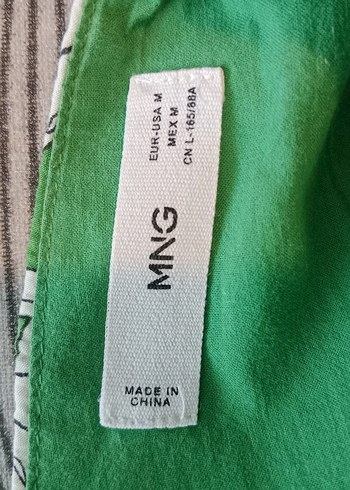 EUR-USA M
MEX M
CN L-165/88A
MNG
MADE IN
CHINA